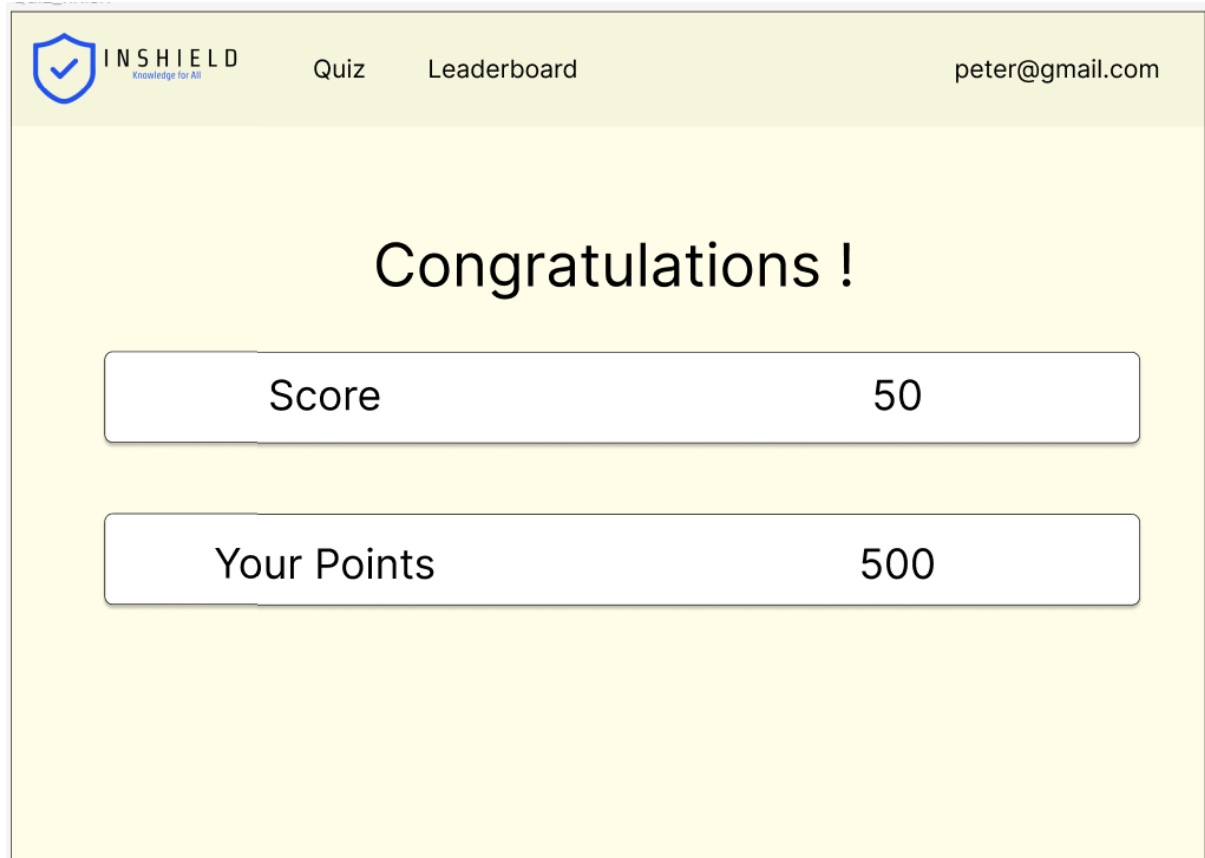 INSHIELD
Knowledge for All
Quiz Leaderboard peter@gmail.com
Congratulations !
Score 50
Your Points 500